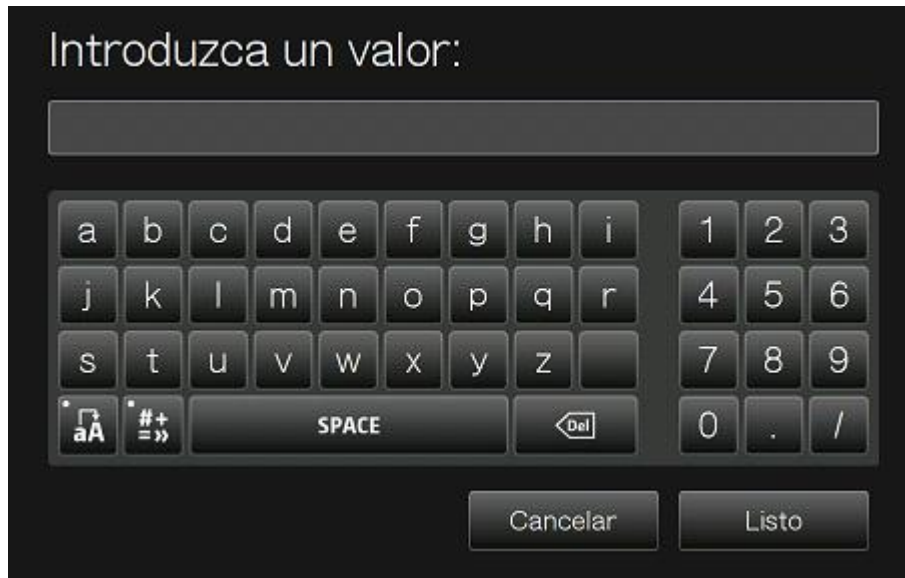 Introduzca un valor:
a b c d e f g h i 1 2 3
j k l m n o p q r 4 5 6
s t u v w x y z 7 8 9
aA #+=» SPACE Del 0 . /
Cancelar Listo